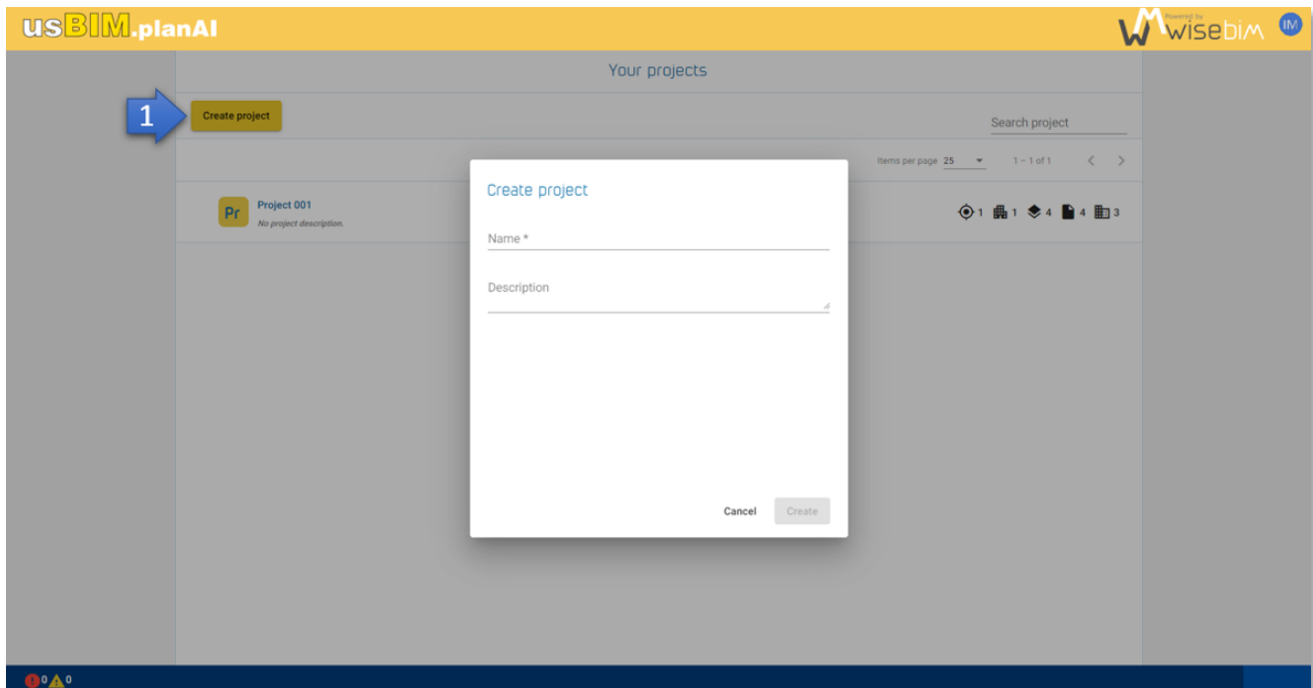 usBIM.planAI
Powered by
wisebim
IM
Your projects
1
Create project
Search project
Items per page 25
1 – 1 of 1
Pr
Project 001
No project description.
1 1 4 4 3
Create project
Name *
Description
Cancel
Create
0 0